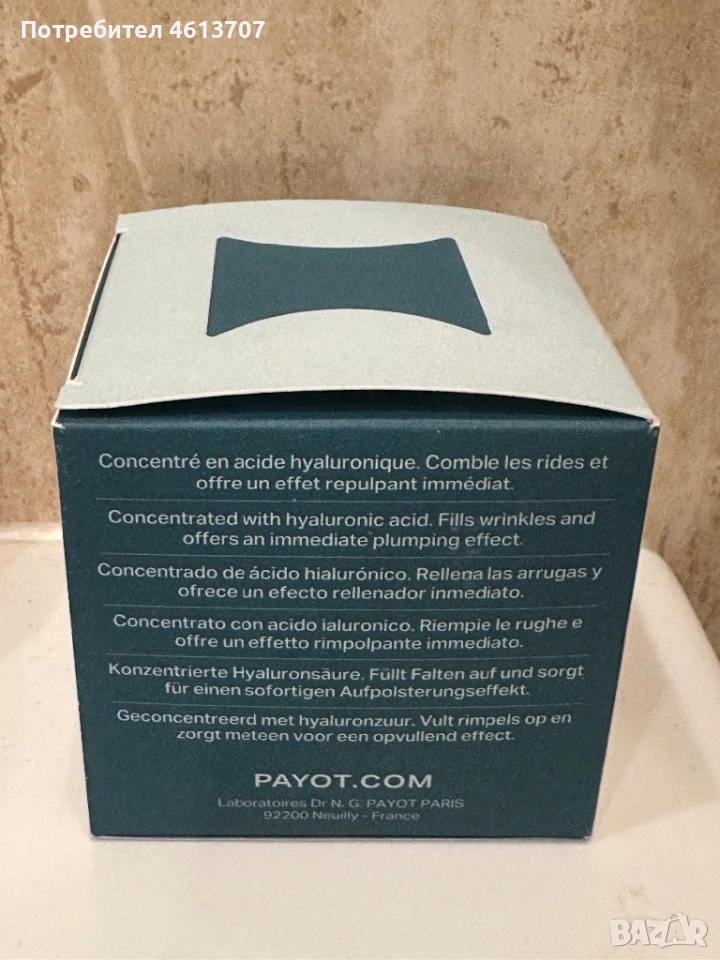 Потребител 4613707
Concentré en acide hyaluronique. Comble les rides et
offre un effet repulpant immédiat.
Concentrated with hyaluronic acid. Fills wrinkles and
offers an immediate plumping effect.
Concentrado de ácido hialurónico. Rellena las arrugas y
ofrece un efecto rellenador inmediato.
Concentrato con acido ialuronico. Riempie le rughe e
offre un effetto rimpolpante immediato.
Konzentrierte Hyaluronsäure. Füllt Falten auf und sorgt
für einen sofortigen Aufpolsterungseffekt.
Geconcentreerd met hyaluronzuur. Vult rimpels op en
zorgt meteen voor een opvullend effect.
PAYOT.COM
Laboratoires Dr N. G. PAYOT PARIS
92200 Neuilly - France
BAZAR